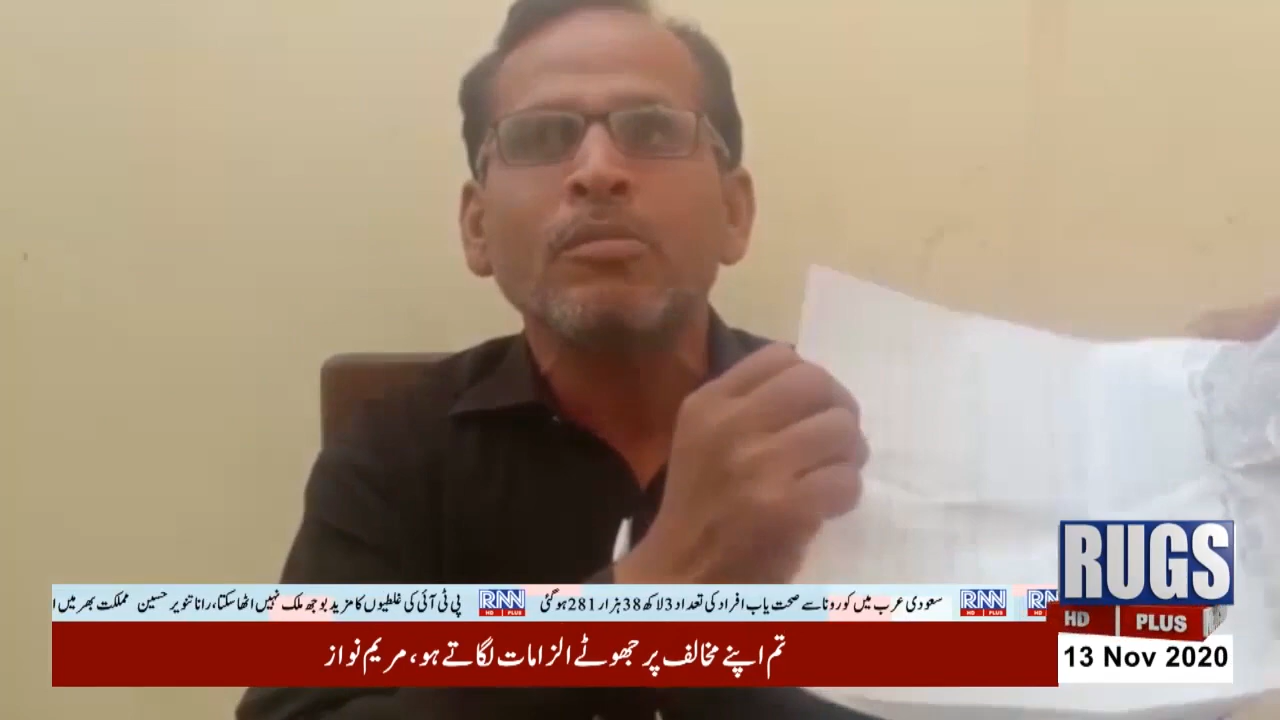 سعودی عرب میں کورونا سے صحت یاب افراد کی تعداد 3 لاکھ 38 ہزار 281 ہوگئی RNN HD PLUS پی ٹی آئی کی غلطیوں کا مزید بوجھ ملک نہیں اٹھا سکتا، رانا تنویر حسین مملکت بھر میں
تم اپنے مخالف پر جھوٹے الزامات لگاتے ہو، مریم نواز
RUGS
HD PLUS
13 Nov 2020